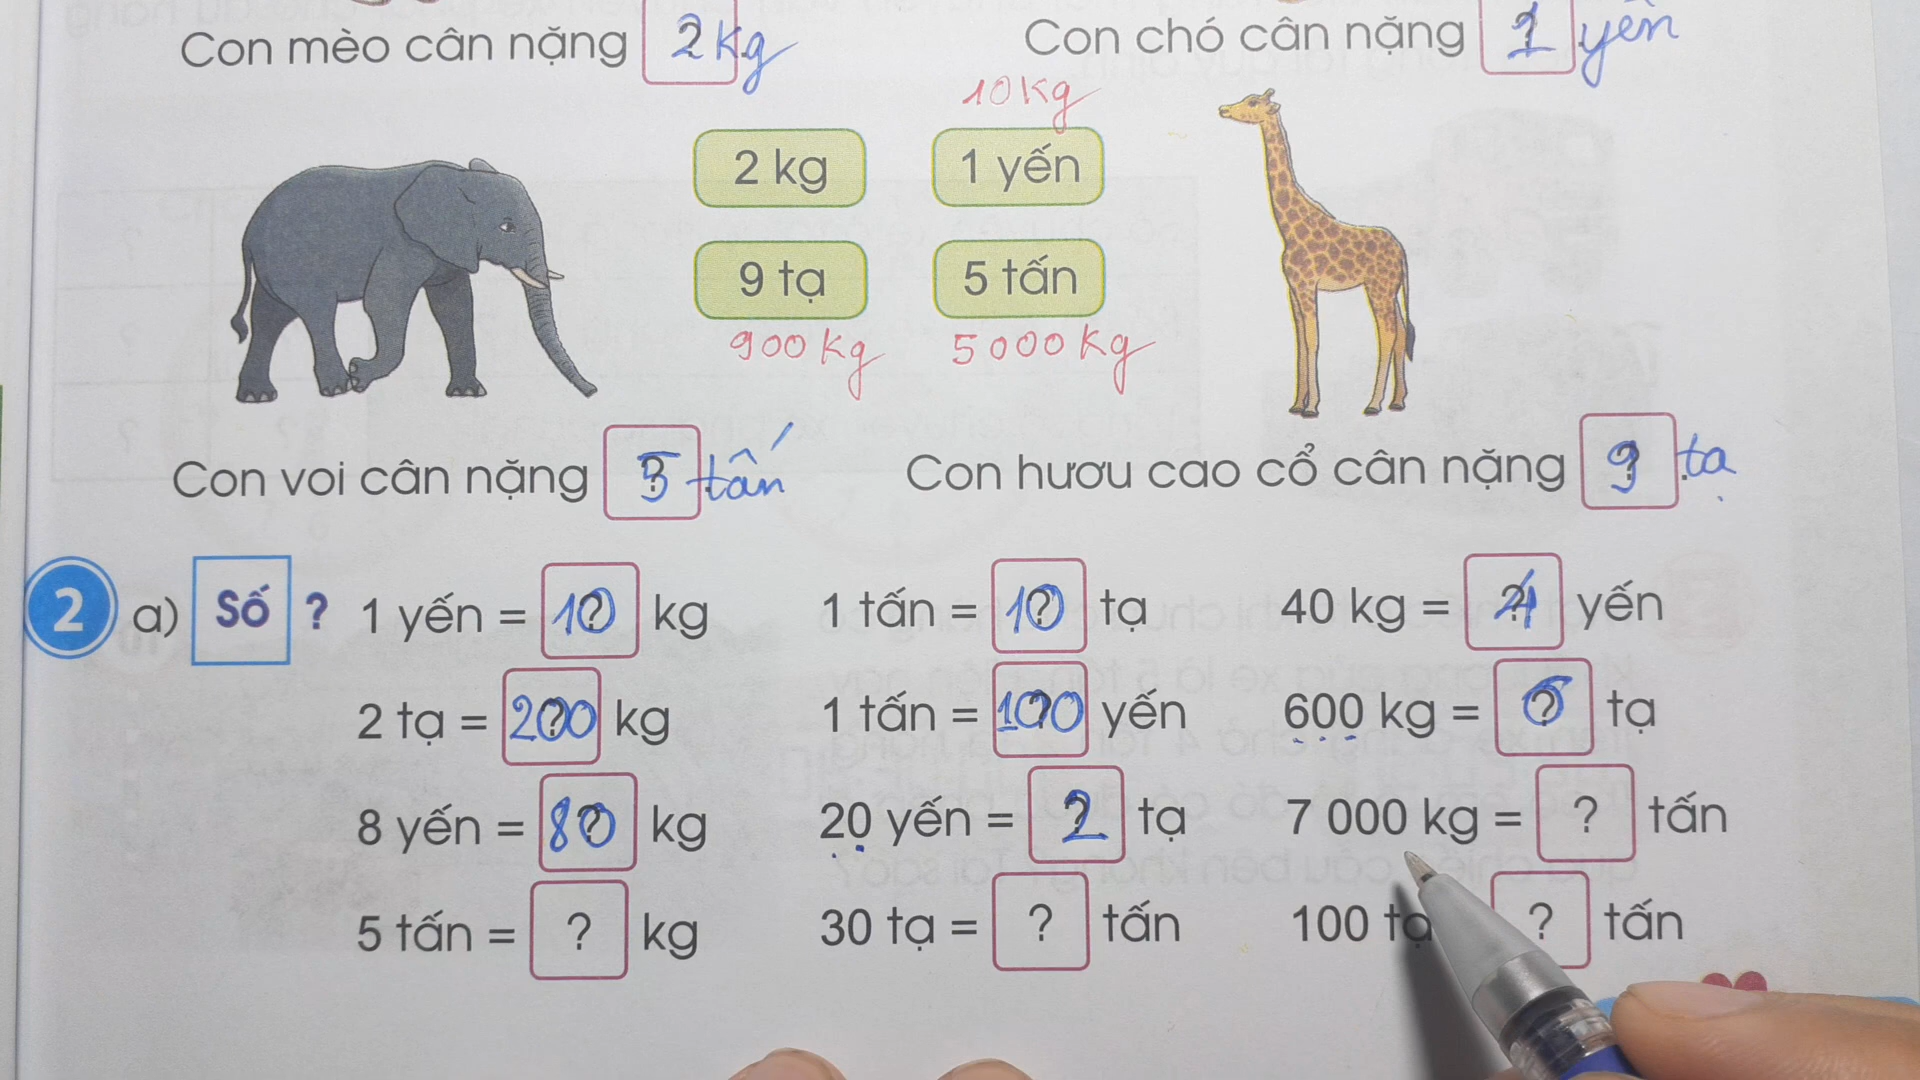 Con mèo cân nặng 2 kg
Con chó cân nặng 1 yến
10 kg
2 kg
1 yến
9 tạ
5 tấn
900 kg
5000 kg
Con voi cân nặng 5 tấn
Con hươu cao cổ cân nặng 9 tạ.
2 a) Số ? 1 yến = 10 kg 1 tấn = 10 tạ 40 kg = 4 yến
2 tạ = 200 kg 1 tấn = 100 yến 600 kg = 6 tạ
8 yến = 80 kg 20 yến = 2 tạ 7 000 kg = ? tấn
5 tấn = ? kg 30 tạ = ? tấn 100 tạ ? tấn